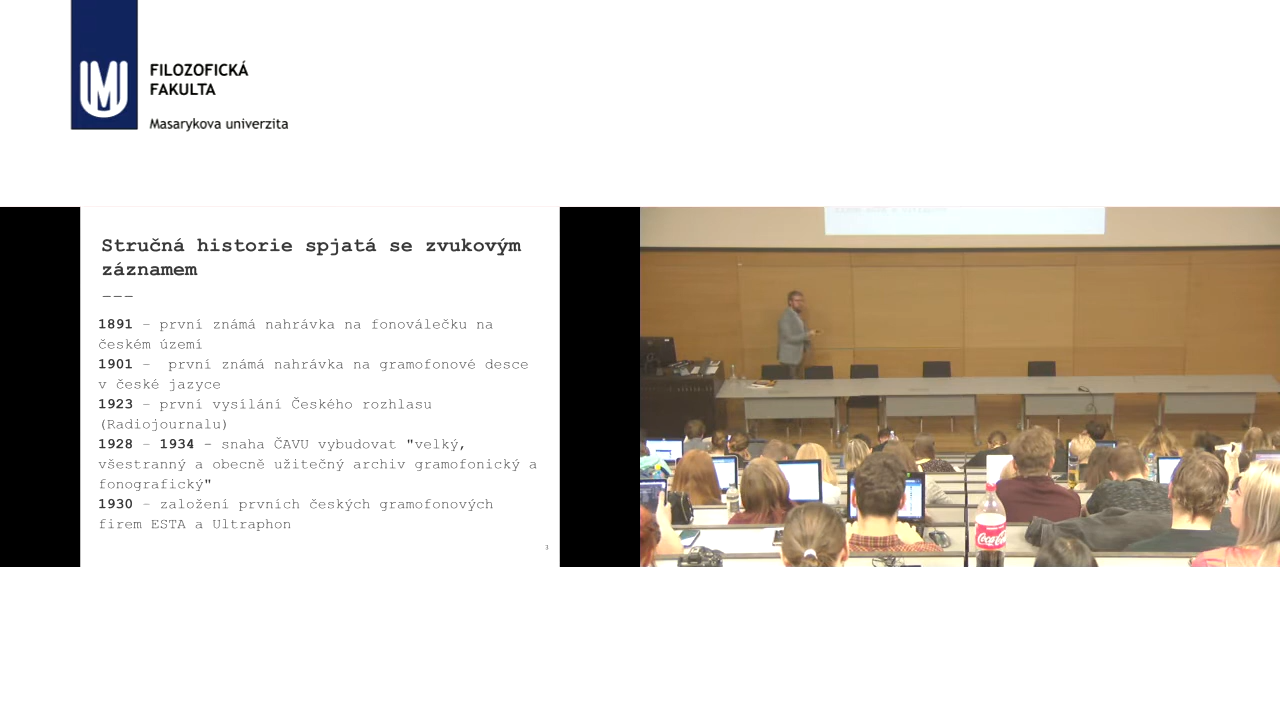 FILOZOFICKÁ
FAKULTA
Masarykova univerzita
Stručná historie spjatá se zvukovým
záznamem
---
1891 – první známá nahrávka na fonoválečku na
českém území
1901 –  první známá nahrávka na gramofonové desce
v české jazyce
1923 – první vysílání Českého rozhlasu
(Radiojournalu)
1928 – 1934 – snaha ČAVU vybudovat "velký,
všestranný a obecně užitečný archiv gramofonický a
fonografický"
1930 – založení prvních českých gramofonových
firem ESTA a Ultraphon
3
Coca-Cola